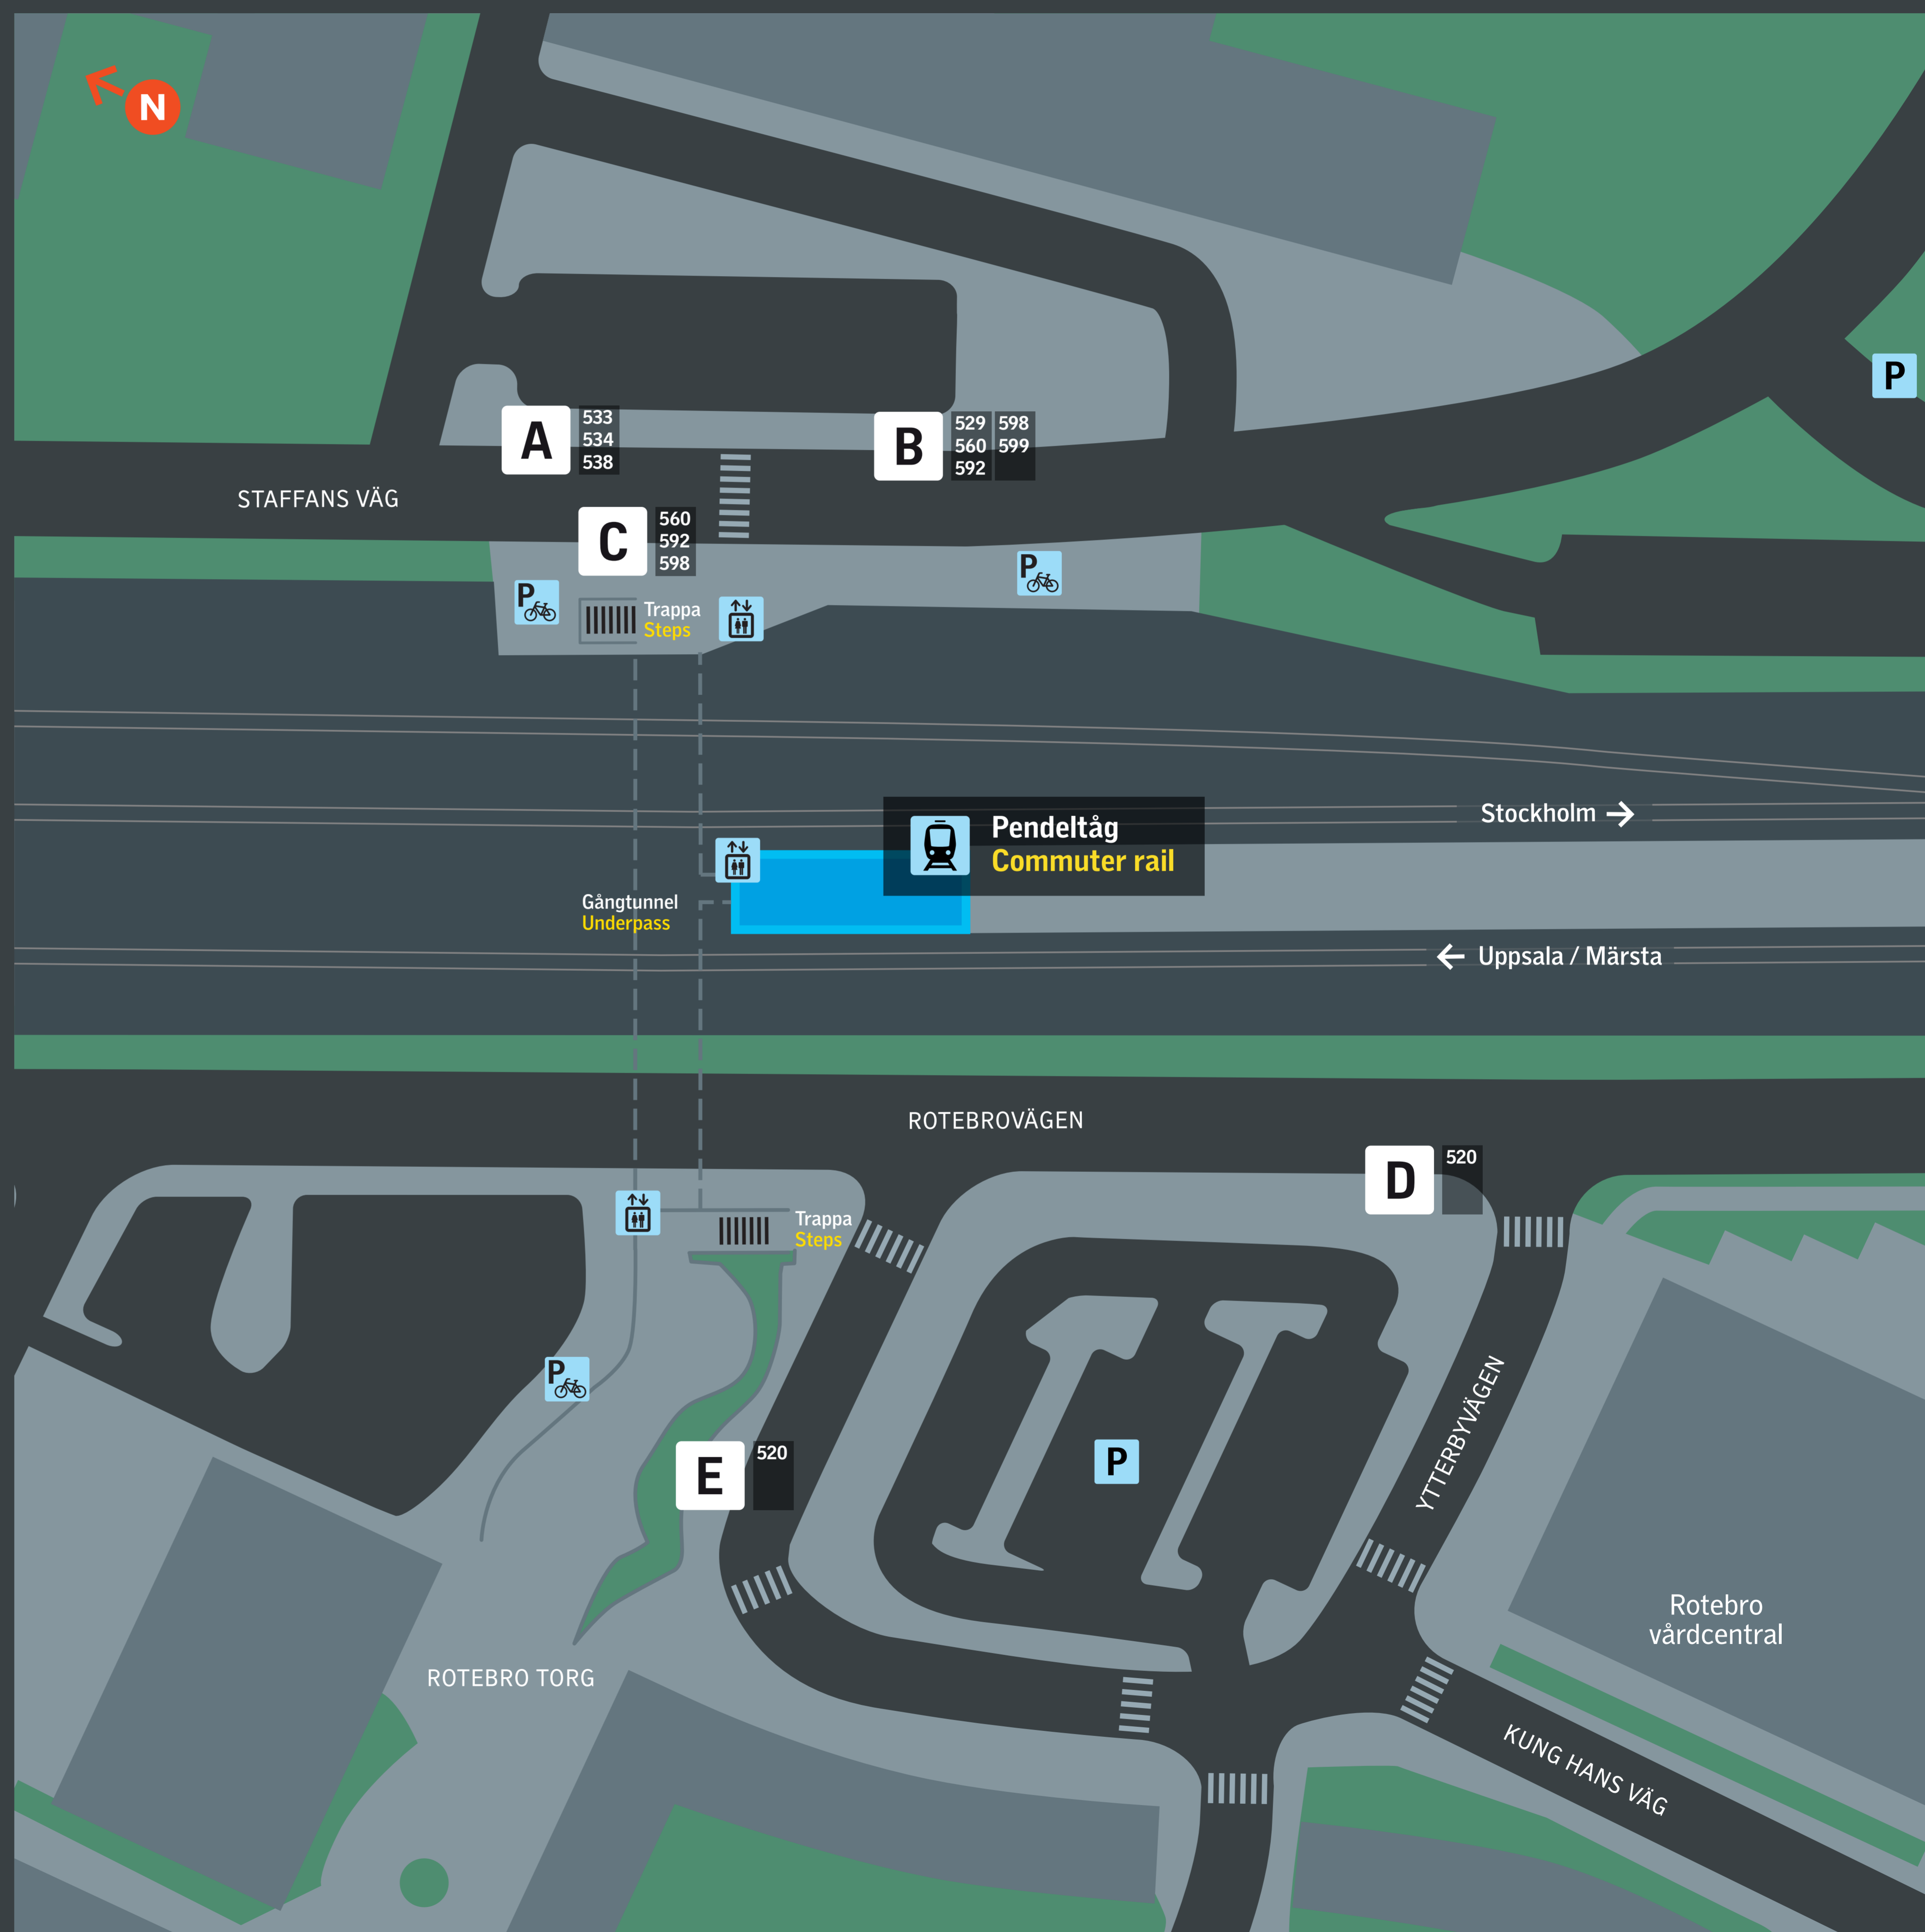 N
P
A
533
534
538
B
529 598
560 599
592
STAFFANS VÄG
C
560
592
598
P
P
Trappa
Steps
Stockholm
Pendeltåg
Commuter rail
Gångtunnel
Underpass
Uppsala / Märsta
ROTEBROVÄGEN
D
520
Trappa
Steps
P
YTTERBYVÄGEN
E
520
P
Rotebro
vårdcentral
ROTEBRO TORG
KUNG HANS VÄG